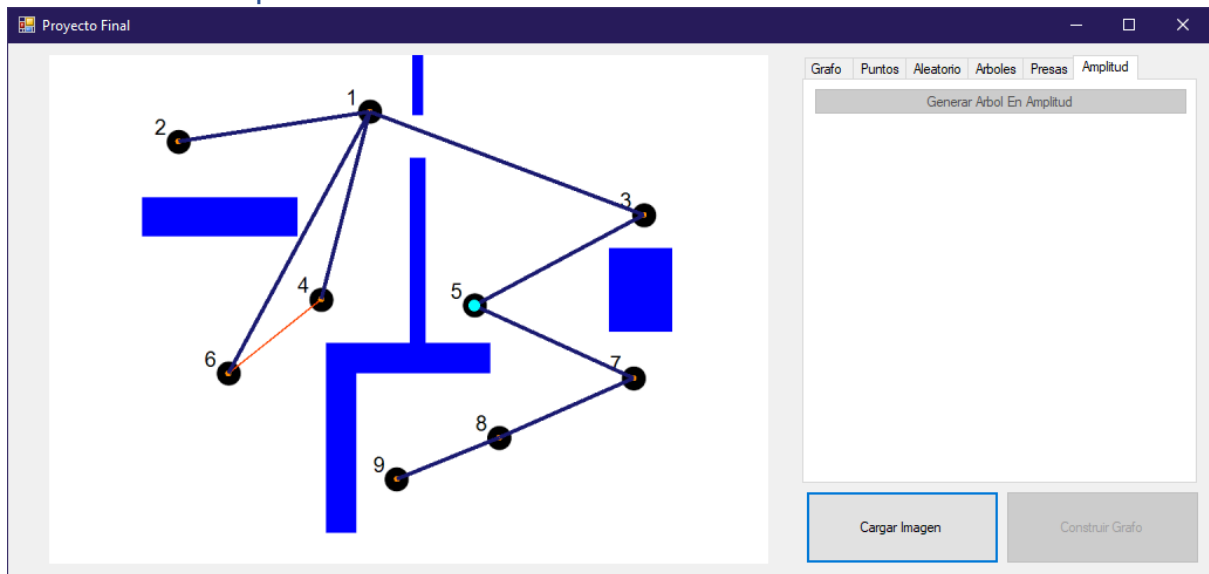 Proyecto Final
Grafo Puntos Aleatorio Arboles Presas Amplitud
Generar Arbol En Amplitud
1
2
3
4
5
6
7
8
9
Cargar Imagen
Construir Grafo